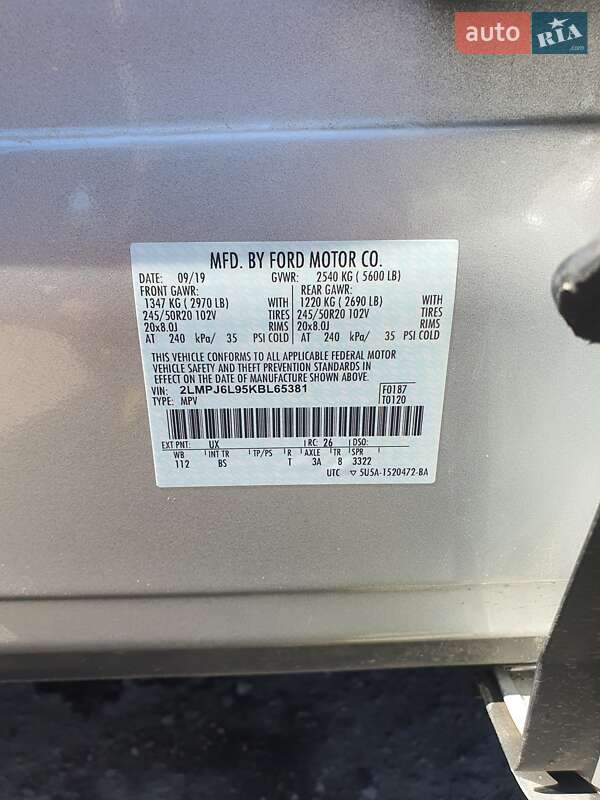 auto RIA .com
MFD. BY FORD MOTOR CO.
DATE: 09/19 GVWR: 2540 KG ( 5600 LB)
FRONT GAWR: REAR GAWR:
1347 KG ( 2970 LB) WITH 1220 KG ( 2690 LB) WITH
245/50R20 102V TIRES 245/50R20 102V TIRES
20x8.0J RIMS 20x8.0J RIMS
AT 240 kPa/ 35 PSI COLD AT 240 kPa/ 35 PSI COLD
THIS VEHICLE CONFORMS TO ALL APPLICABLE FEDERAL MOTOR
VEHICLE SAFETY AND THEFT PREVENTION STANDARDS IN
EFFECT ON THE DATE OF MANUFACTURE SHOWN ABOVE.
VIN: 2LMPJ6L95KBL65381 F0187
TYPE: MPV T0120
EXT PNT: UX RC: 26 DSO:
WB INT TR TP/PS R AXLE TR SPR
112 BS T 3A 8 3322
UTC ▽ 5U5A-1520472-BA